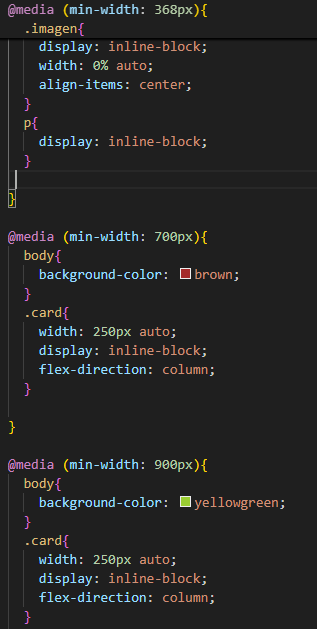 @media (min-width: 368px){
.imagen{
display: inline-block;
width: 0% auto;
align-items: center;
}
p{
display: inline-block;
}
}
@media (min-width: 700px){
body{
background-color: brown;
}
.card{
width: 250px auto;
display: inline-block;
flex-direction: column;
}
}
@media (min-width: 900px){
body{
background-color: yellowgreen;
}
.card{
width: 250px auto;
display: inline-block;
flex-direction: column;
}